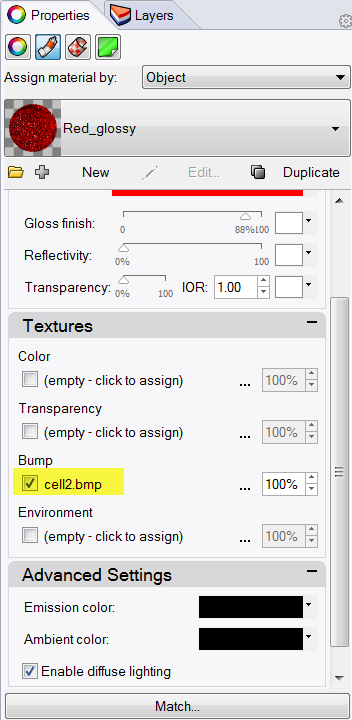 Properties Layers
Assign material by: Object
Red_glossy
New Edit... Duplicate
Gloss finish:
0 88% 100
Reflectivity:
0% 100
Transparency: IOR: 1.00
0% 100
Textures
Color
(empty - click to assign) ... 100%
Transparency
(empty - click to assign) ... 100%
Bump
cell2.bmp ... 100%
Environment
(empty - click to assign) ... 100%
Advanced Settings
Emission color:
Ambient color:
Enable diffuse lighting
Match...